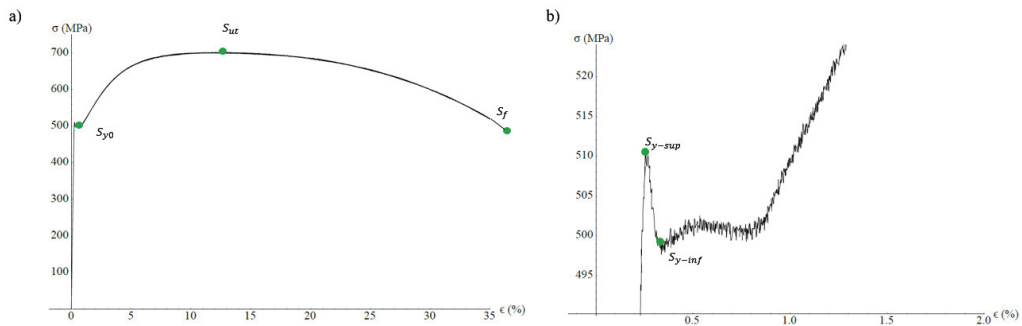 a)
σ (MPa)
S_ut
700
600
S_f
500
S_y0
400
300
200
100
0 5 10 15 20 25 30 35 ϵ (%)
b)
σ (MPa)
520
510
S_y−sup
505
500
S_y−inf
495
0.5 1.0 1.5 2.0 ϵ (%)